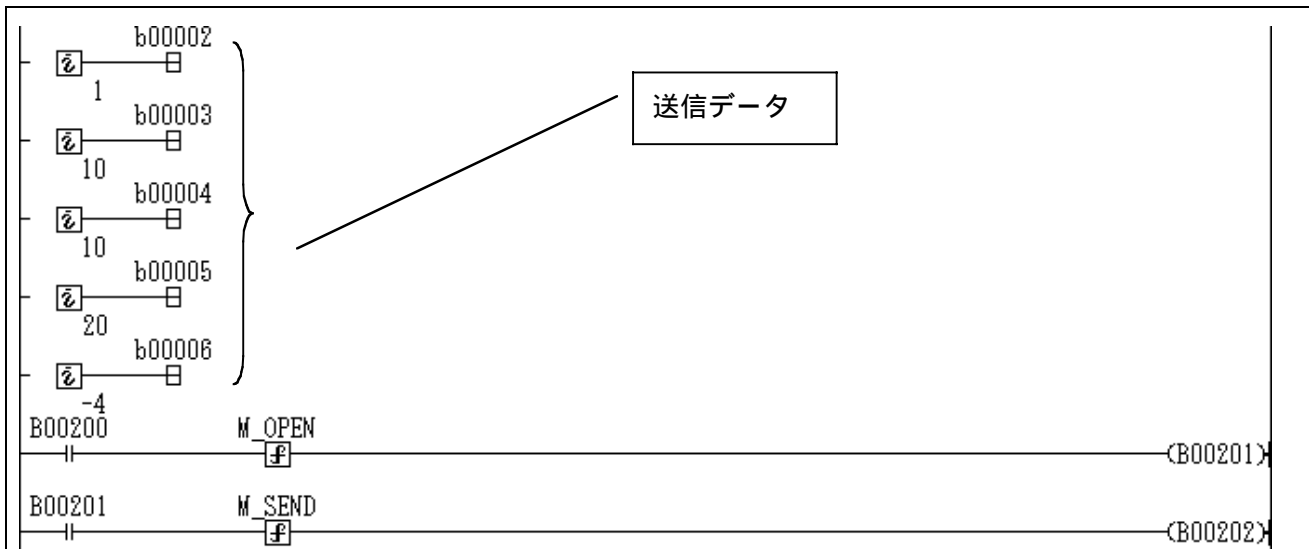 b00002
i
1
b00003
i
10
b00004
i
10
b00005
i
20
b00006
i
-4
送信データ
B00200 M_OPEN
f (B00201)
B00201 M_SEND
f (B00202)